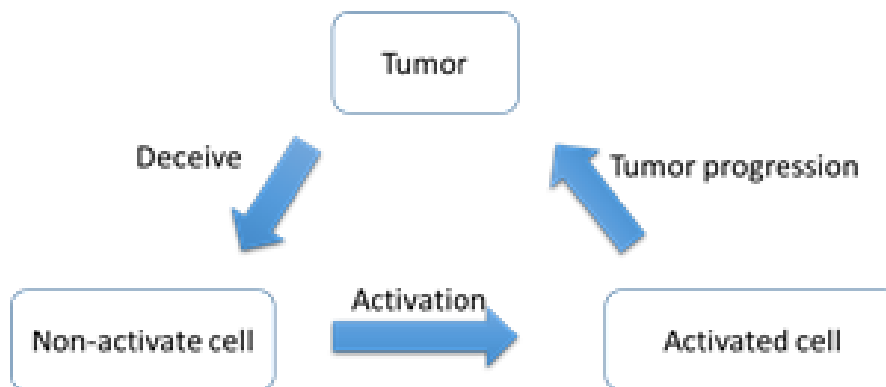 Tumor
Deceive
Tumor progression
Activation
Non-activate cell
Activated cell